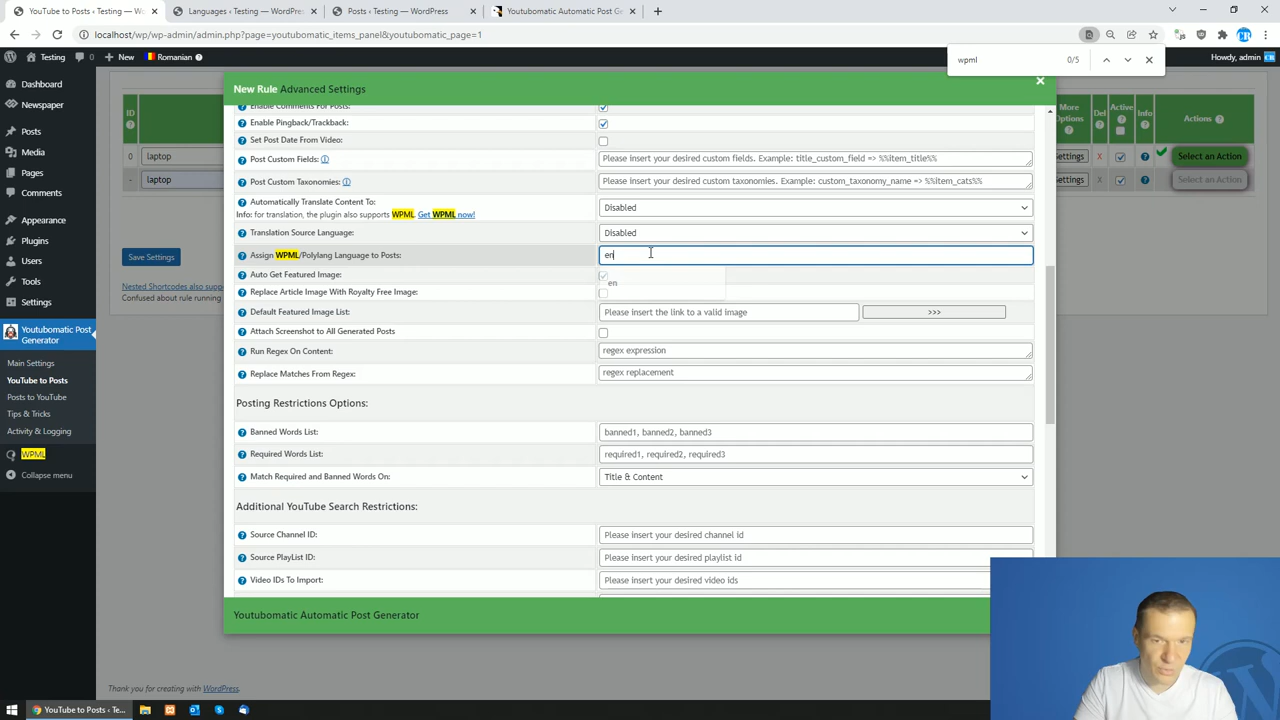 YouTube to Posts ‹ Testing — W
Languages ‹ Testing — WordPre
Posts ‹ Testing — WordPress
Youtubomatic Automatic Post Ge
localhost/wp/wp-admin/admin.php?page=youtubomatic_items_panel&youtubomatic_page=1
wpml
0/5
Testing
0
+ New
Romanian
Howdy, admin
Dashboard
Newspaper
Posts
Media
Pages
Comments
Appearance
Plugins
Users
Tools
Settings
Youtubomatic Post Generator
Main Settings
YouTube to Posts
Posts to YouTube
Tips & Tricks
Activity & Logging
WPML
Collapse menu
ID
More Options
Del
Active
Info
Actions
0
laptop
Settings
X
Select an Action
-
laptop
Settings
X
Select an Action
Save Settings
Nested Shortcodes also supported
Confused about rule running
New Rule Advanced Settings
Enable Comments For Posts:
Enable Pingback/Trackback:
Set Post Date From Video:
Post Custom Fields:
Please insert your desired custom fields. Example: title_custom_field => %%item_title%%
Post Custom Taxonomies:
Please insert your desired custom taxonomies. Example: custom_taxonomy_name => %%item_cats%%
Automatically Translate Content To:
Info: for translation, the plugin also supports WPML. Get WPML now!
Disabled
Translation Source Language:
Disabled
Assign WPML/Polylang Language to Posts:
en
Auto Get Featured Image:
en
Replace Article Image With Royalty Free Image:
Default Featured Image List:
Please insert the link to a valid image
>>>
Attach Screenshot to All Generated Posts
Run Regex On Content:
regex expression
Replace Matches From Regex:
regex replacement
Posting Restrictions Options:
Banned Words List:
banned1, banned2, banned3
Required Words List:
required1, required2, required3
Match Required and Banned Words On:
Title & Content
Additional YouTube Search Restrictions:
Source Channel ID:
Please insert your desired channel id
Source PlayList ID:
Please insert your desired playlist id
Video IDs To Import:
Please insert your desired video ids
Youtubomatic Automatic Post Generator
Thank you for creating with WordPress.
YouTube to Posts ‹ Te...